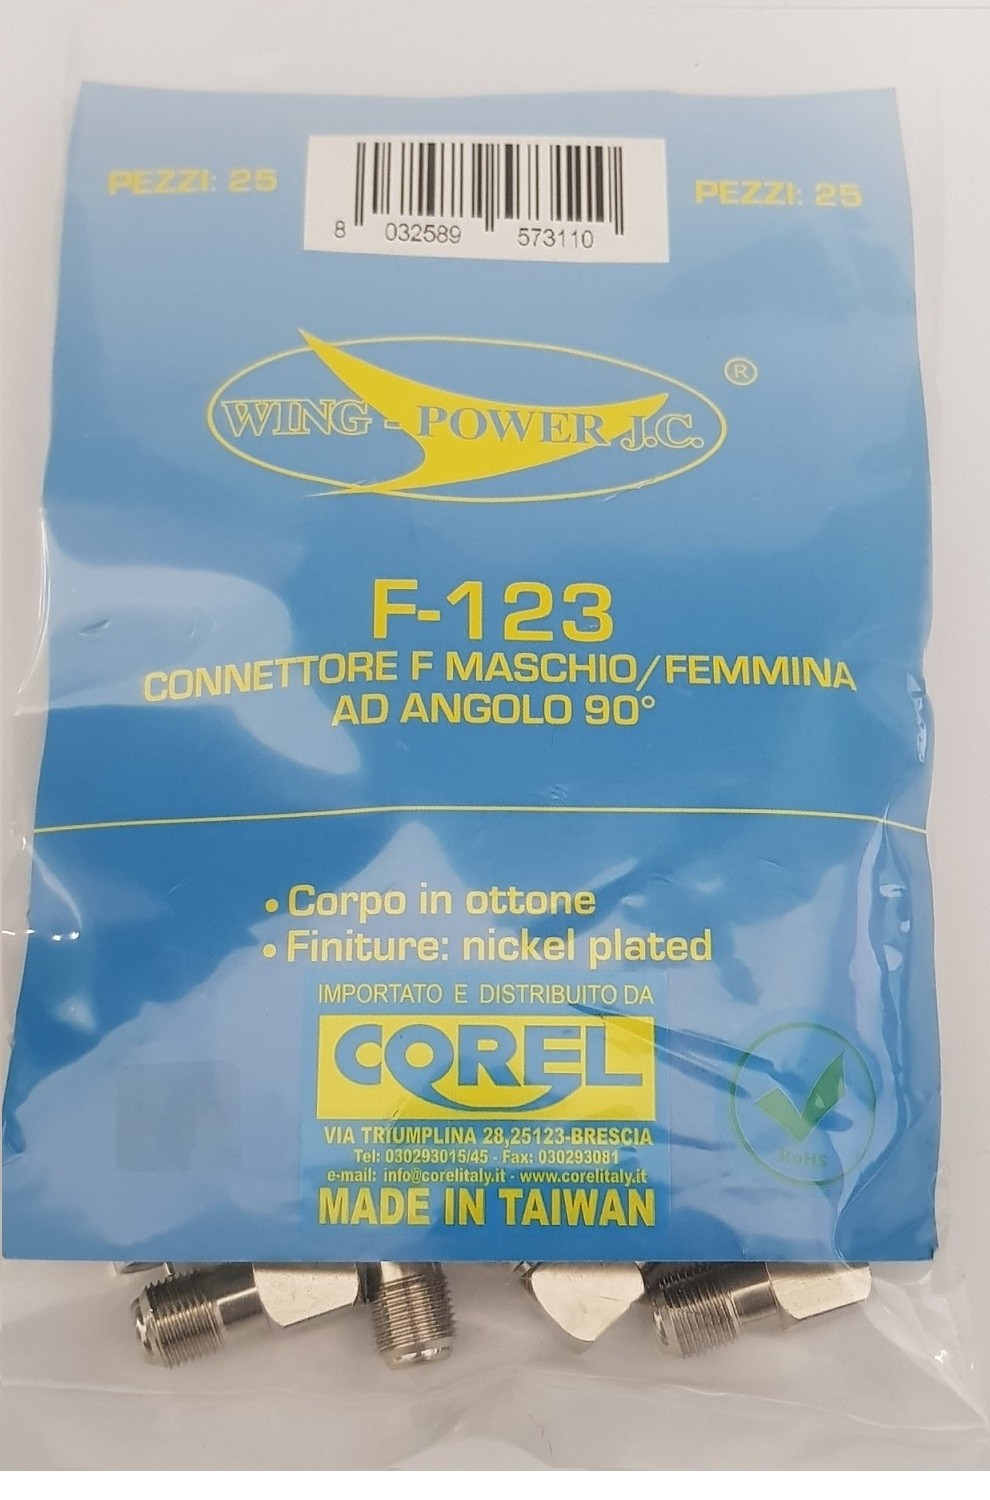 PEZZI: 25
PEZZI: 25
8 032589 573110
WING - POWER J.C. ®
F-123
CONNETTORE F MASCHIO/FEMMINA
AD ANGOLO 90°
• Corpo in ottone
• Finiture: nickel plated
IMPORTATO E DISTRIBUITO DA
COREL
VIA TRIUMPLINA 28,25123-BRESCIA
Tel: 030293015/45 - Fax: 030293081
e-mail: info@corelitaly.it - www.corelitaly.it
MADE IN TAIWAN
RoHS